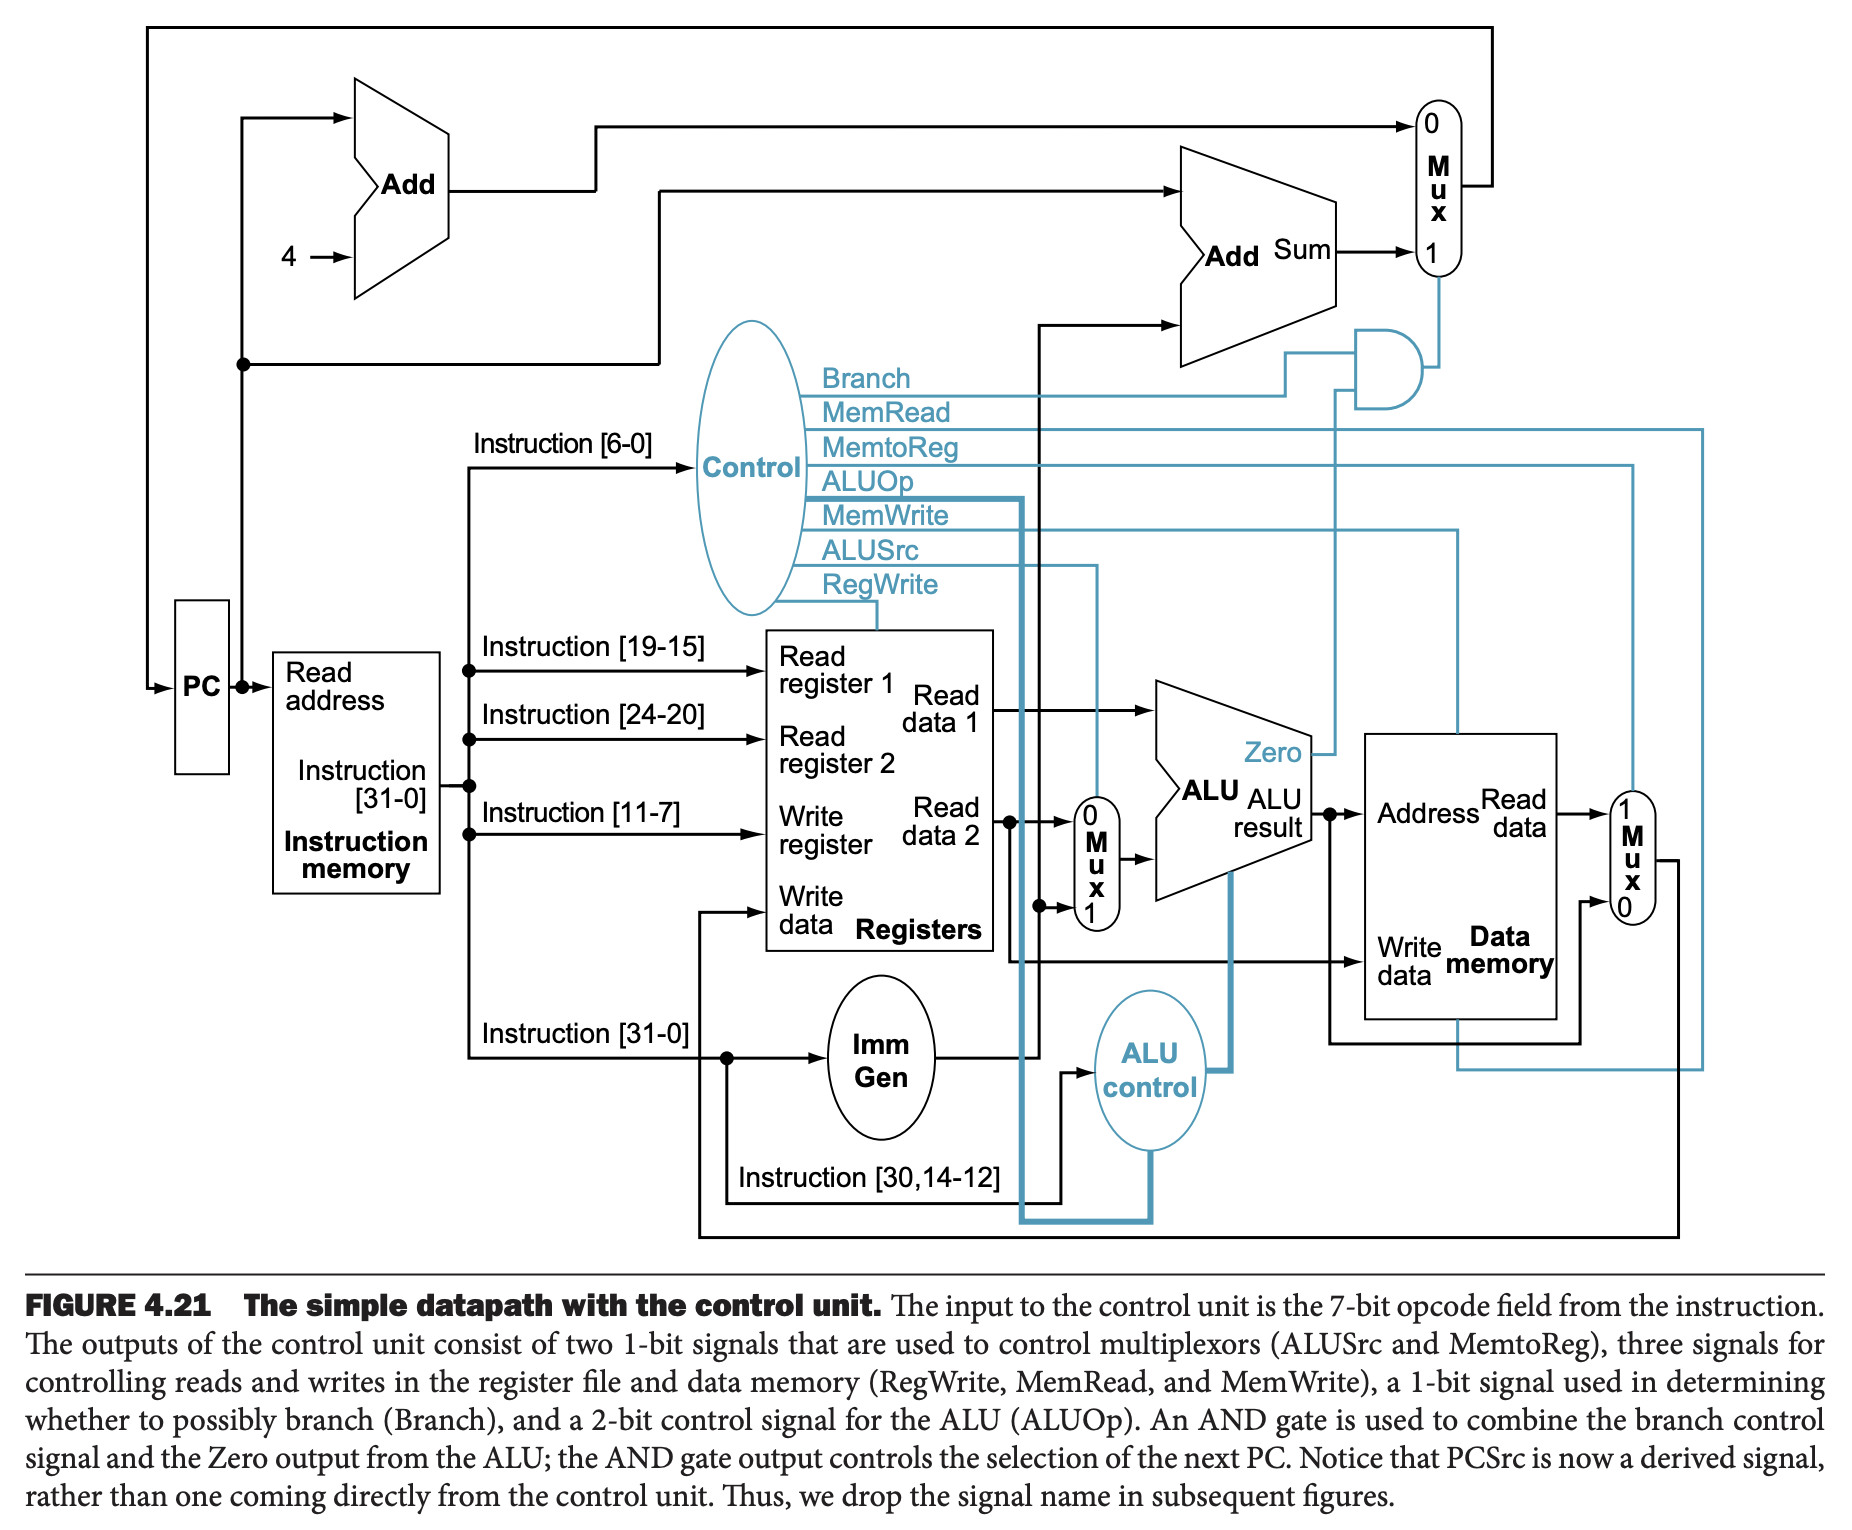 0
M
u
x
1
Add
4
Add Sum
Branch
MemRead
MemtoReg
ALUOp
MemWrite
ALUSrc
RegWrite
Instruction [6-0]
Control
PC
Read
address
Instruction
[31-0]
Instruction
memory
Instruction [19-15]
Instruction [24-20]
Instruction [11-7]
Instruction [31-0]
Instruction [30,14-12]
Read
register 1
Read
register 2
Write
register
Write
data
Read
data 1
Read
data 2
Registers
0
M
u
x
1
Zero
ALU
ALU
result
Address
Read
data
Write
data
Data
memory
1
M
u
x
0
Imm
Gen
ALU
control
FIGURE 4.21 The simple datapath with the control unit. The input to the control unit is the 7-bit opcode field from the instruction.
The outputs of the control unit consist of two 1-bit signals that are used to control multiplexors (ALUSrc and MemtoReg), three signals for
controlling reads and writes in the register file and data memory (RegWrite, MemRead, and MemWrite), a 1-bit signal used in determining
whether to possibly branch (Branch), and a 2-bit control signal for the ALU (ALUOp). An AND gate is used to combine the branch control
signal and the Zero output from the ALU; the AND gate output controls the selection of the next PC. Notice that PCSrc is now a derived signal,
rather than one coming directly from the control unit. Thus, we drop the signal name in subsequent figures.